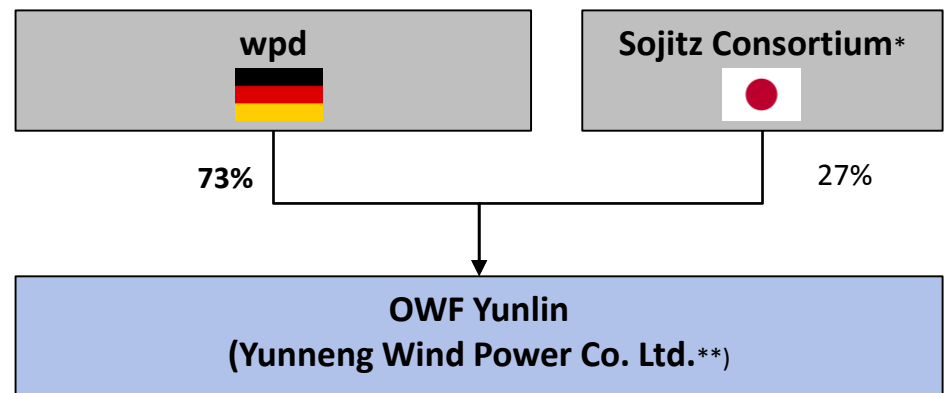 wpd
Sojitz Consortium*
73%
27%
OWF Yunlin
(Yunneng Wind Power Co. Ltd.**)